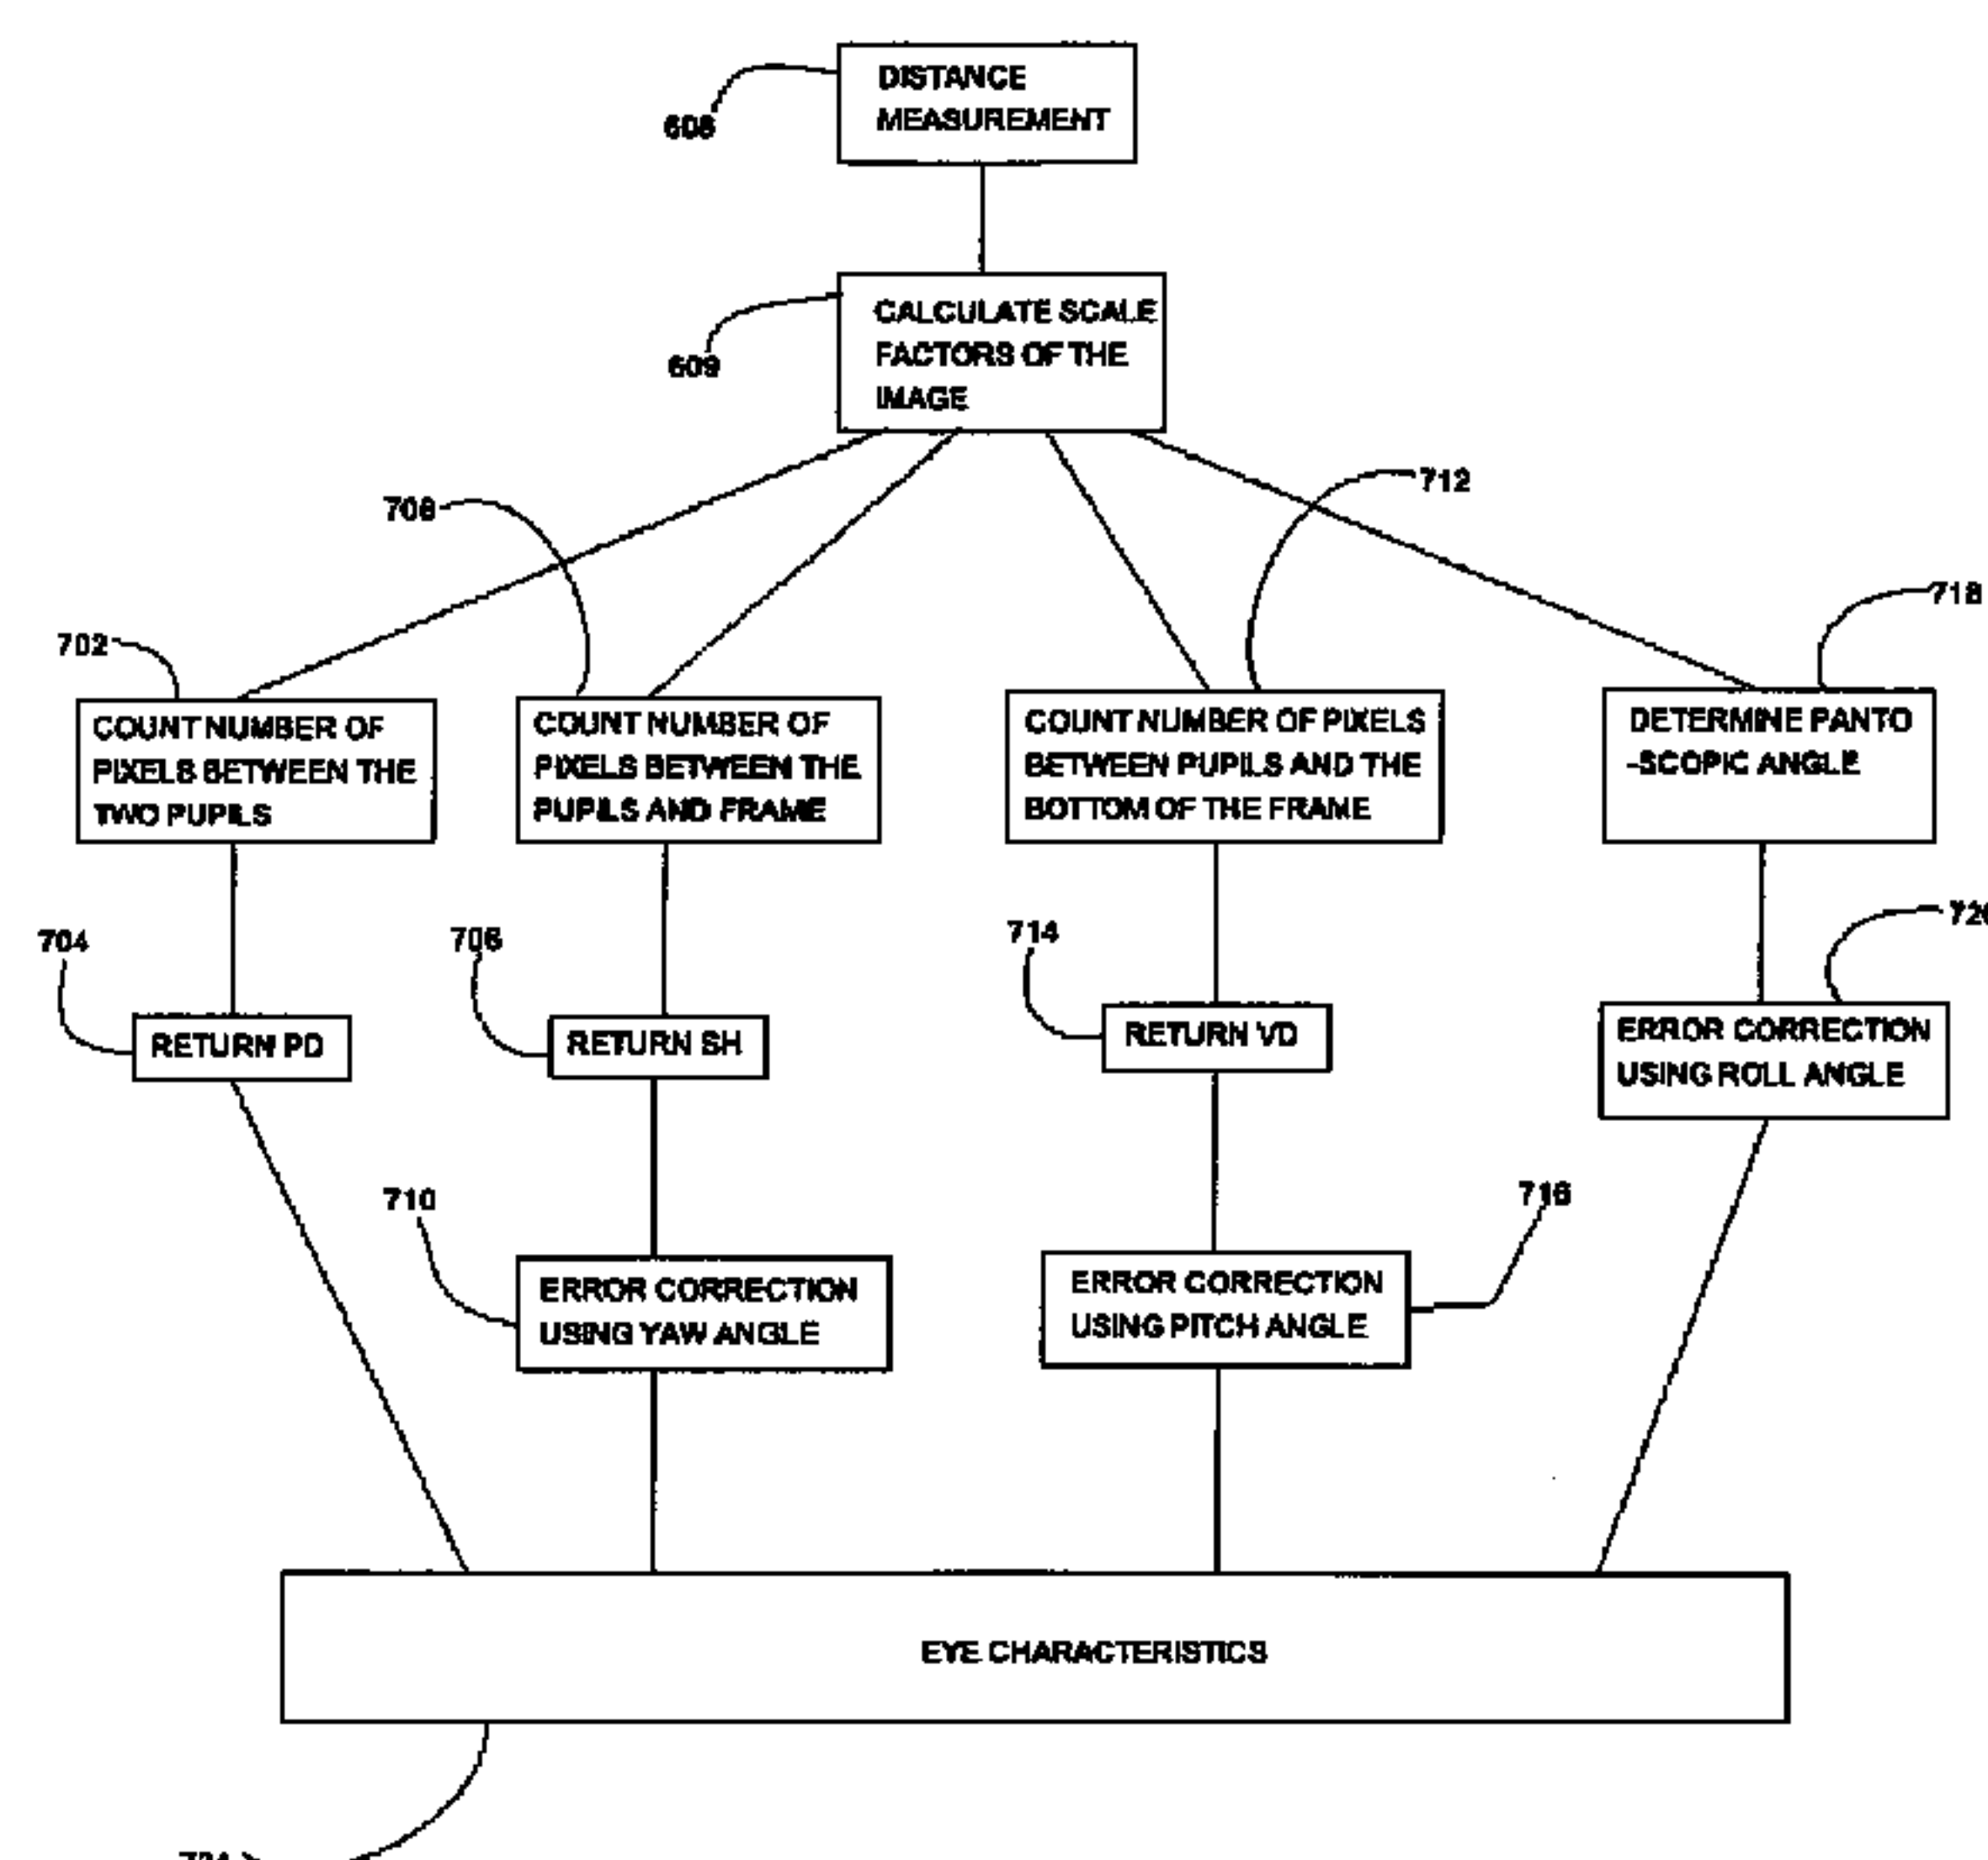 DISTANCE
MEASUREMENT
608
CALCULATE SCALE
FACTORS OF THE
IMAGE
609
712
718
702
COUNT NUMBER OF
PIXELS BETWEEN THE
TWO PUPILS
COUNT NUMBER OF
PIXELS BETWEEN THE
PUPILS AND FRAME
COUNT NUMBER OF PIXELS
BETWEEN PUPILS AND THE
BOTTOM OF THE FRAME
DETERMINE PANTO
-SCOPIC ANGLE
704
714
RETURN PD
RETURN SH
RETURN VD
ERROR CORRECTION
USING ROLL ANGLE
710
716
ERROR CORRECTION
USING YAW ANGLE
ERROR CORRECTION
USING PITCH ANGLE
EYE CHARACTERISTICS